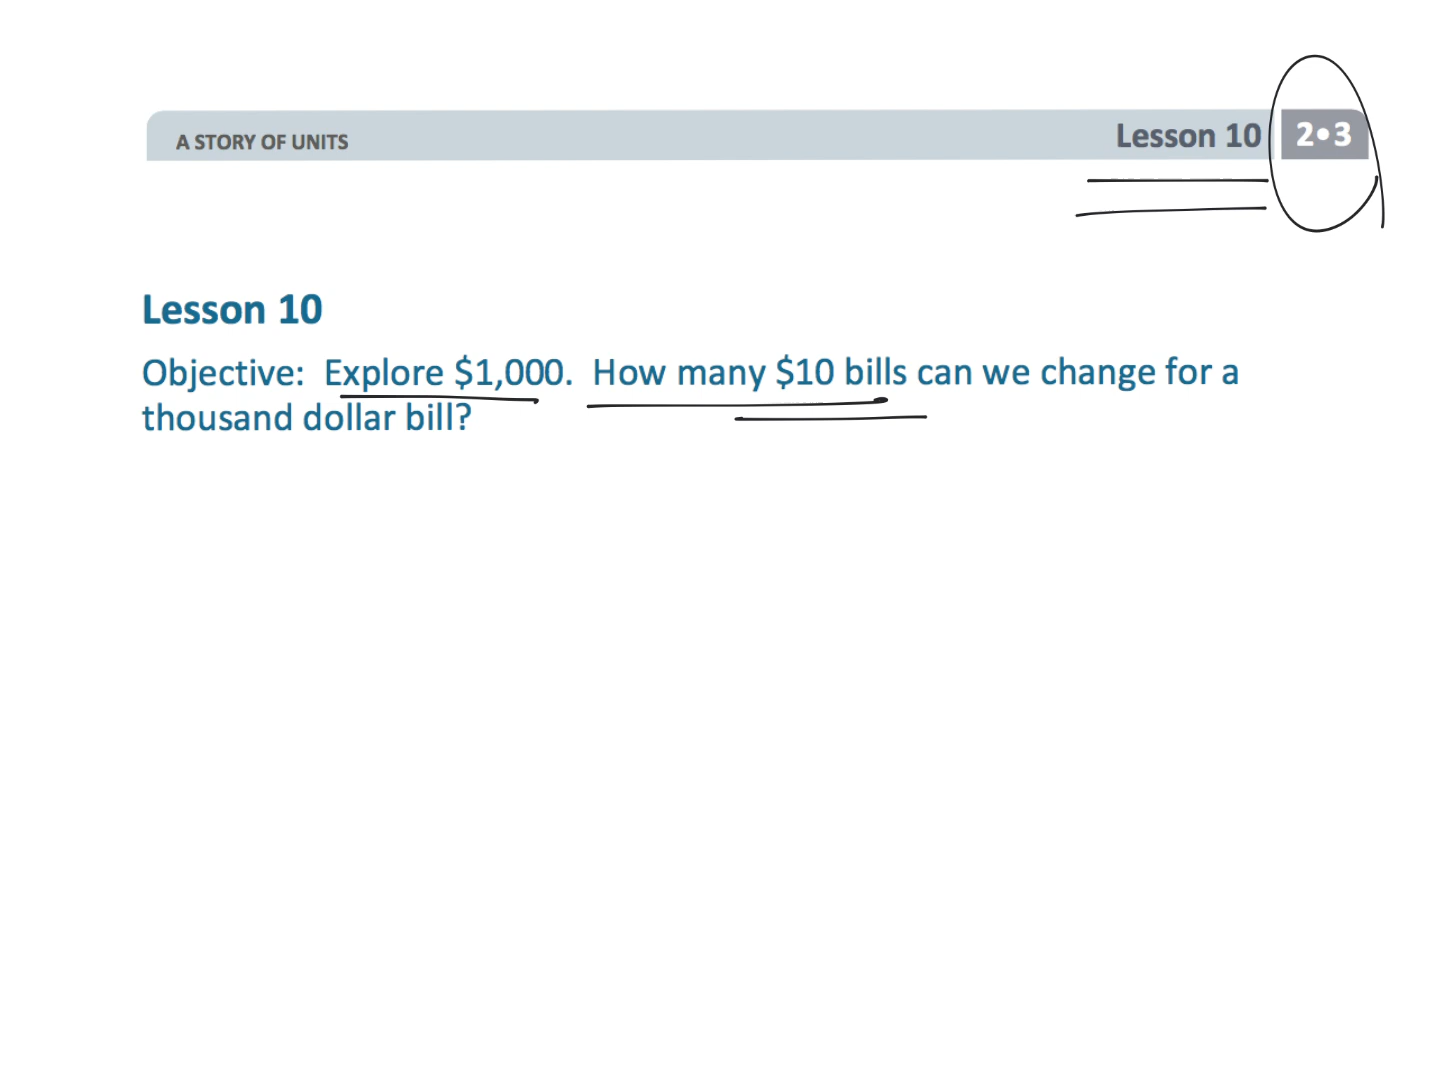 A STORY OF UNITS
Lesson 10
2•3
Lesson 10
Objective:  Explore $1,000.  How many $10 bills can we change for a
thousand dollar bill?